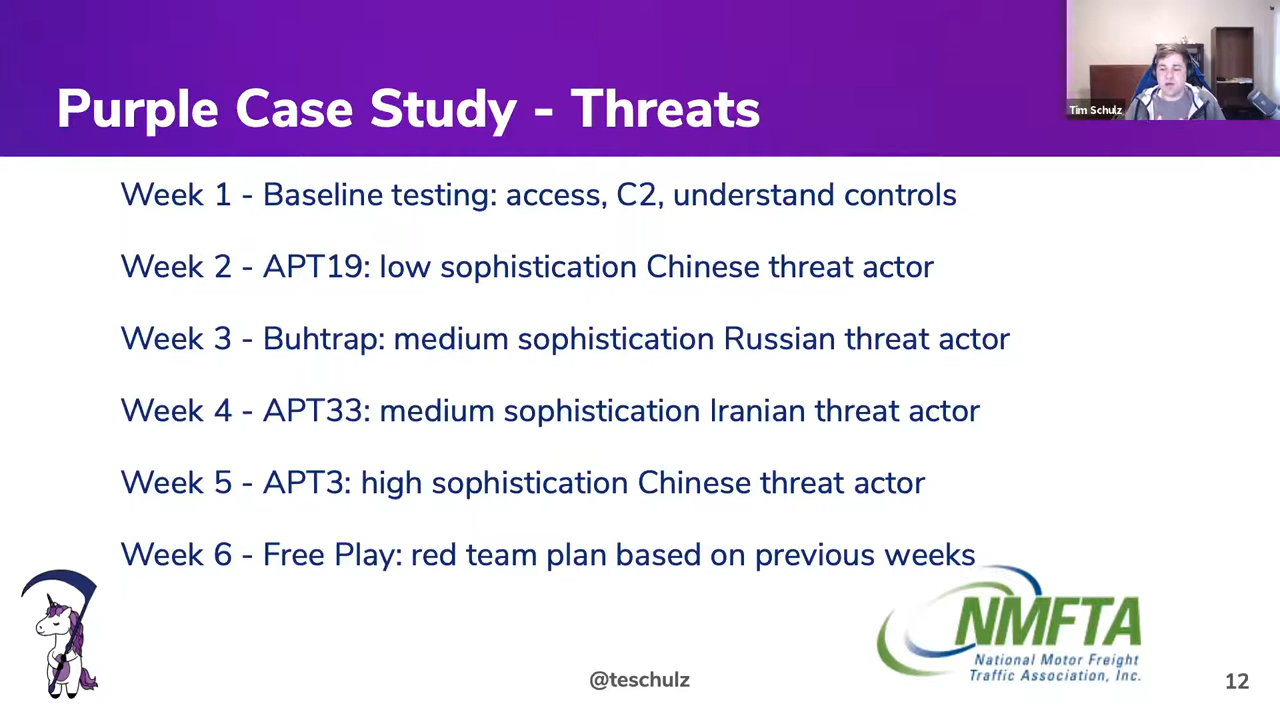 Purple Case Study - Threats
Tim Schulz
Week 1 - Baseline testing: access, C2, understand controls
Week 2 - APT19: low sophistication Chinese threat actor
Week 3 - Buhtrap: medium sophistication Russian threat actor
Week 4 - APT33: medium sophistication Iranian threat actor
Week 5 - APT3: high sophistication Chinese threat actor
Week 6 - Free Play: red team plan based on previous weeks
NMFTA
National Motor Freight
Traffic Association, Inc.
@teschulz
12